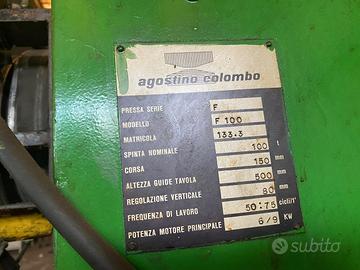 agostino colombo
PRESSA SERIE F
MODELLO F 100
MATRICOLA 133.3
SPINTA NOMINALE 100 t
CORSA 150 mm
ALTEZZA GUIDE TAVOLA 500 mm
REGOLAZIONE VERTICALE 80 mm
FREQUENZA DI LAVORO 50:75 cicli/1'
POTENZA MOTORE PRINCIPALE 6/9 KW
subito